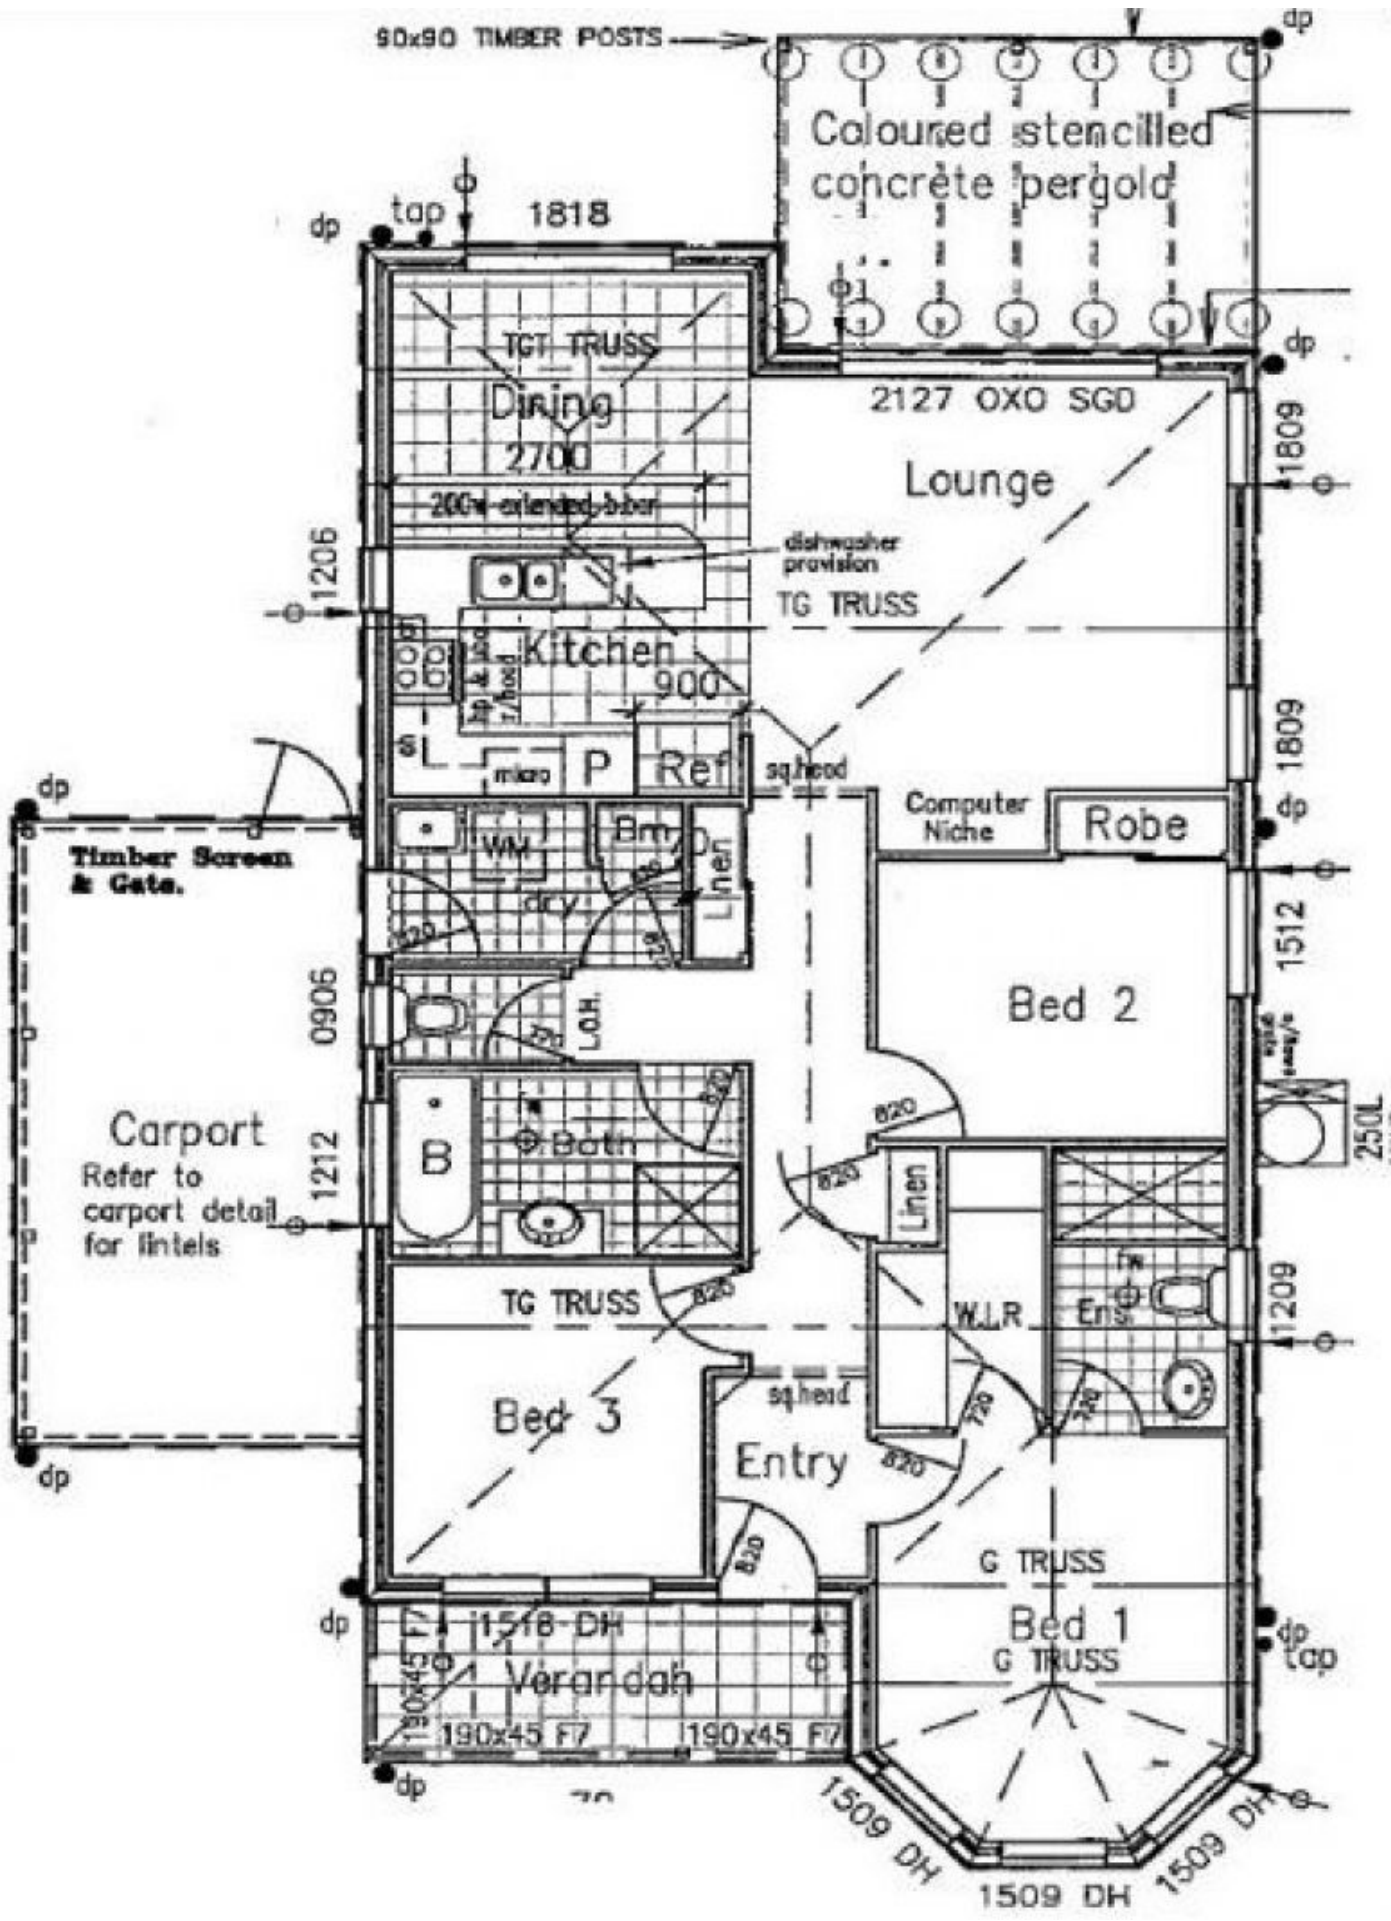 90x90 TIMBER POSTS
dp
Coloured stencilled
concrete pergola
dp
tap
1818
dp
TGT TRUSS
Dining
2127 OXO SGD
1809
2700
Lounge
200w extended b.bar
1206
dishwasher
provision
TG TRUSS
Kitchen
900
r/hood
1809
micro
P
Ref
sq.head
dp
Computer
Niche
Robe
dp
Timber Screen
& Gate.
WM
Bm
Linen
dry
820
820
1512
0906
L.O.H.
Bed 2
820
820
250L
Carport
Refer to
carport detail
for lintels
1212
B
Bath
820
Linen
820
TG TRUSS
W.I.R
Ens
1209
sq.head
Bed 3
720
720
Entry
820
dp
820
G TRUSS
Bed 1
G TRUSS
dp
tap
dp
190x45 F7
1518 DH
Verandah
190x45 F7
190x45 F7
dp
1509 DH
1509 DH
1509 DH